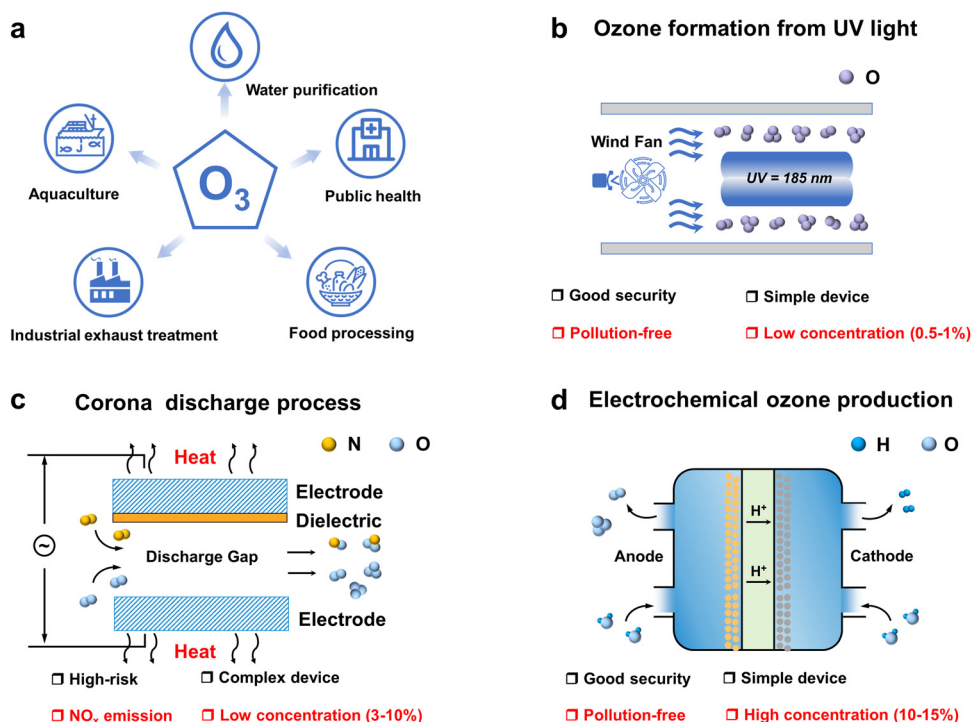 a
Water purification
Aquaculture
O3
Public health
Industrial exhaust treatment
Food processing
b Ozone formation from UV light
O
Wind Fan
UV = 185 nm
❒ Good security ❒ Simple device
❒ Pollution-free ❒ Low concentration (0.5-1%)
c Corona discharge process
N O
Heat
Electrode
Dielectric
~
Discharge Gap
Electrode
Heat
❒ High-risk ❒ Complex device
❒ NOx emission ❒ Low concentration (3-10%)
d Electrochemical ozone production
H O
H+
Anode Cathode
H+
❒ Good security ❒ Simple device
❒ Pollution-free ❒ High concentration (10-15%)